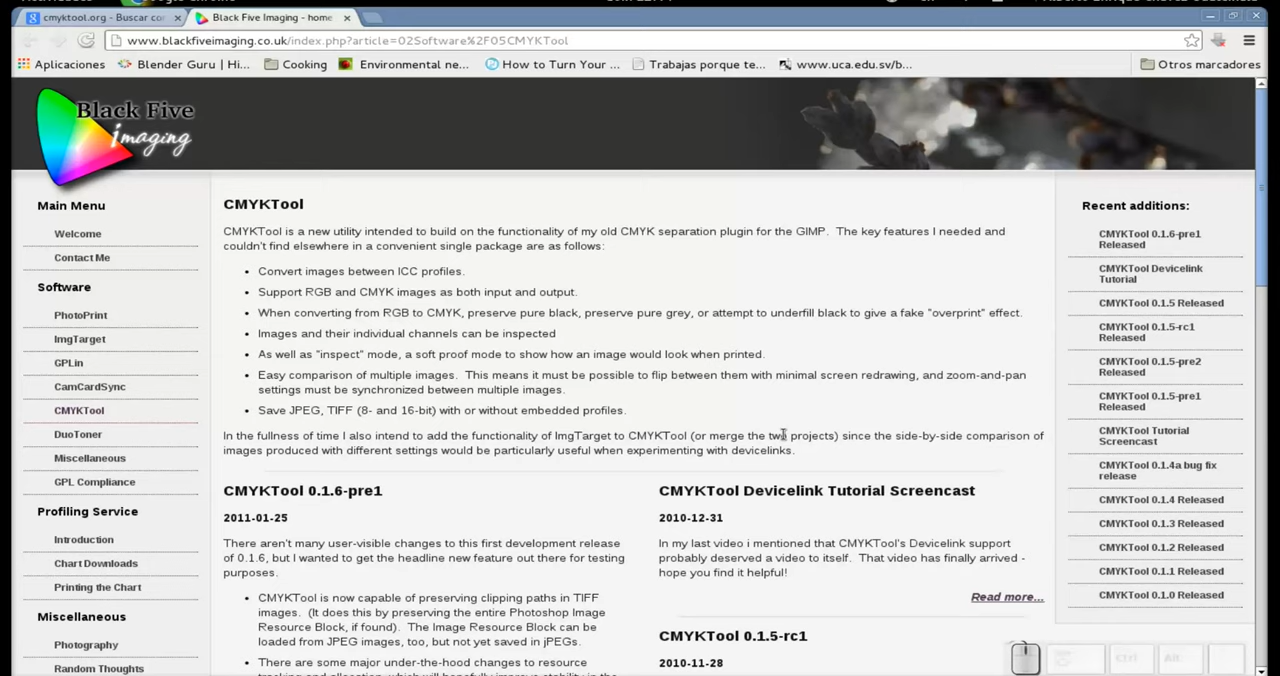 cmyktool.org - Buscar co
Black Five Imaging - home
www.blackfiveimaging.co.uk/index.php?article=02Software%2F05CMYKTool
Aplicaciones
Blender Guru | Hi...
Cooking
Environmental ne...
How to Turn Your ...
Trabajas porque te...
www.uca.edu.sv/b...
Otros marcadores
Black Five
imaging
Main Menu
Welcome
Contact Me
Software
PhotoPrint
ImgTarget
GPLin
CamCardSync
CMYKTool
DuoToner
Miscellaneous
GPL Compliance
Profiling Service
Introduction
Chart Downloads
Printing the Chart
Miscellaneous
Photography
Random Thoughts
CMYKTool
CMYKTool is a new utility intended to build on the functionality of my old CMYK separation plugin for the GIMP. The key features I needed and
couldn't find elsewhere in a convenient single package are as follows:
• Convert images between ICC profiles.
• Support RGB and CMYK images as both input and output.
• When converting from RGB to CMYK, preserve pure black, preserve pure grey, or attempt to underfill black to give a fake "overprint" effect.
• Images and their individual channels can be inspected
• As well as "inspect" mode, a soft proof mode to show how an image would look when printed.
• Easy comparison of multiple images. This means it must be possible to flip between them with minimal screen redrawing, and zoom-and-pan
settings must be synchronized between multiple images.
• Save JPEG, TIFF (8- and 16-bit) with or without embedded profiles.
In the fullness of time I also intend to add the functionality of ImgTarget to CMYKTool (or merge the two projects) since the side-by-side comparison of
images produced with different settings would be particularly useful when experimenting with devicelinks.
CMYKTool 0.1.6-pre1
2011-01-25
There aren't many user-visible changes to this first development release
of 0.1.6, but I wanted to get the headline new feature out there for testing
purposes.
• CMYKTool is now capable of preserving clipping paths in TIFF
images. (It does this by preserving the entire Photoshop Image
Resource Block, if found). The Image Resource Block can be
loaded from JPEG images, too, but not yet saved in jPEGs.
• There are some major under-the-hood changes to resource
CMYKTool Devicelink Tutorial Screencast
2010-12-31
In my last video i mentioned that CMYKTool's Devicelink support
probably deserved a video to itself. That video has finally arrived -
hope you find it helpful!
Read more...
CMYKTool 0.1.5-rc1
2010-11-28
Recent additions:
CMYKTool 0.1.6-pre1
Released
CMYKTool Devicelink
Tutorial
CMYKTool 0.1.5 Released
CMYKTool 0.1.5-rc1
Released
CMYKTool 0.1.5-pre2
Released
CMYKTool 0.1.5-pre1
Released
CMYKTool Tutorial
Screencast
CMYKTool 0.1.4a bug fix
release
CMYKTool 0.1.4 Released
CMYKTool 0.1.3 Released
CMYKTool 0.1.2 Released
CMYKTool 0.1.1 Released
CMYKTool 0.1.0 Released
Ctrl
Alt